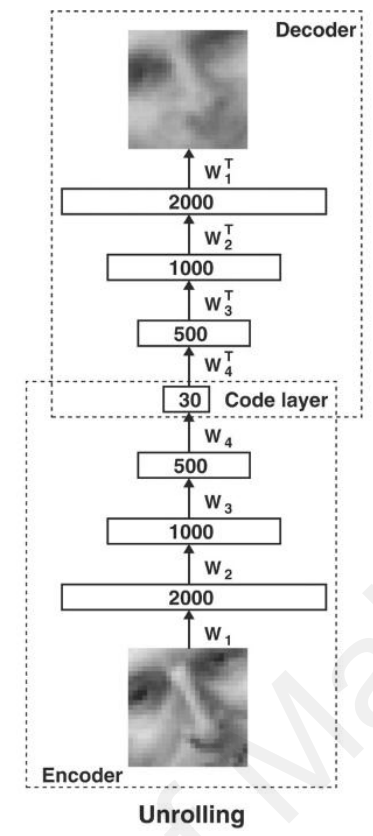 Decoder
W₁ᵀ
2000
W₂ᵀ
1000
W₃ᵀ
500
W₄ᵀ
30 Code layer
W₄
500
W₃
1000
W₂
2000
W₁
Encoder
Unrolling